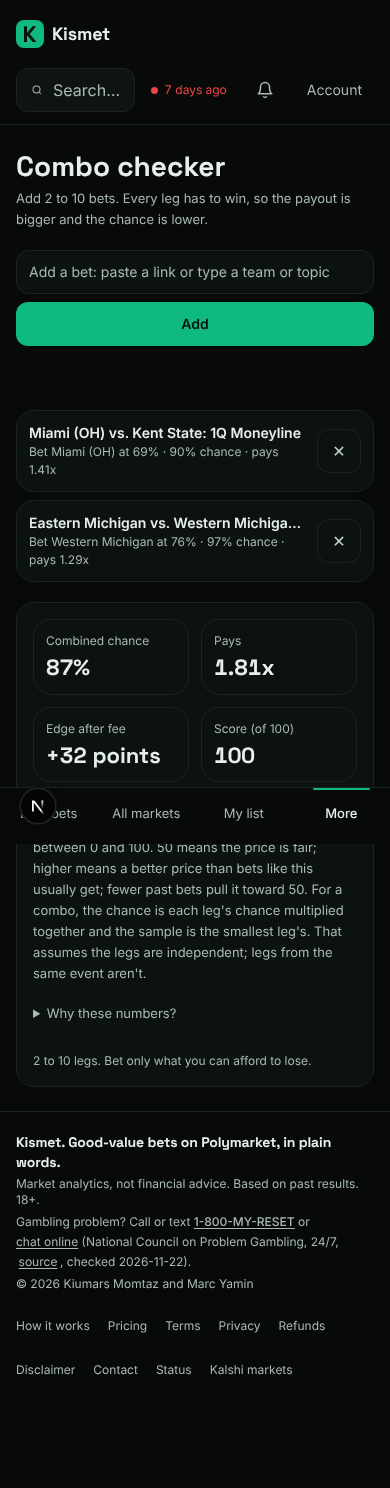 Kismet
Search...
7 days ago
Account
Combo checker
Add 2 to 10 bets. Every leg has to win, so the payout is
bigger and the chance is lower.
Add a bet: paste a link or type a team or topic
Add
Miami (OH) vs. Kent State: 1Q Moneyline
Bet Miami (OH) at 69% · 90% chance · pays
1.41x
Eastern Michigan vs. Western Michiga...
Bet Western Michigan at 76% · 97% chance ·
pays 1.29x
Combined chance
87%
Pays
1.81x
Edge after fee
+32 points
Score (of 100)
100
bets
All markets
My list
More
between 0 and 100. 50 means the price is fair;
higher means a better price than bets like this
usually get; fewer past bets pull it toward 50. For a
combo, the chance is each leg's chance multiplied
together and the sample is the smallest leg's. That
assumes the legs are independent; legs from the
same event aren't.
Why these numbers?
2 to 10 legs. Bet only what you can afford to lose.
Kismet. Good-value bets on Polymarket, in plain
words.
Market analytics, not financial advice. Based on past results.
18+.
Gambling problem? Call or text 1-800-MY-RESET or
chat online (National Council on Problem Gambling, 24/7,
source , checked 2026-11-22).
© 2026 Kiumars Momtaz and Marc Yamin
How it works Pricing Terms Privacy Refunds
Disclaimer Contact Status Kalshi markets